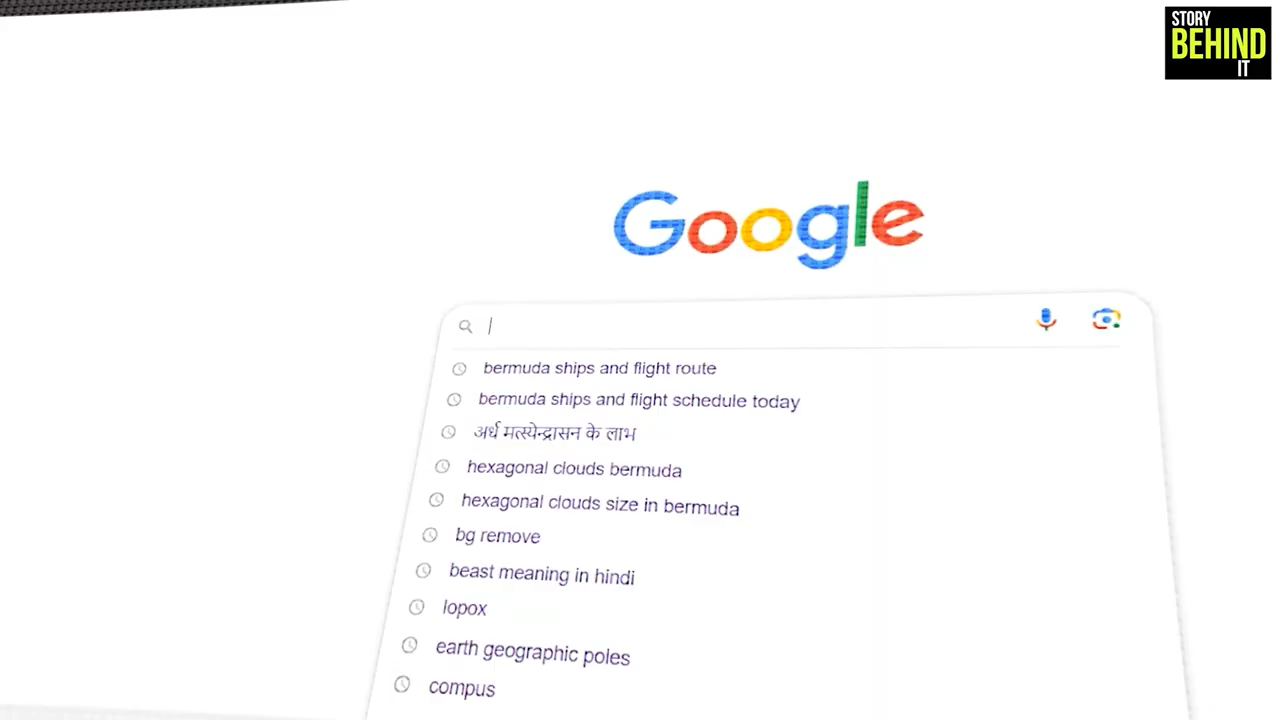 STORY
BEHIND
IT
Google
bermuda ships and flight route
bermuda ships and flight schedule today
अर्ध मत्स्येन्द्रासन के लाभ
hexagonal clouds bermuda
hexagonal clouds size in bermuda
bg remove
beast meaning in hindi
lopox
earth geographic poles
compus